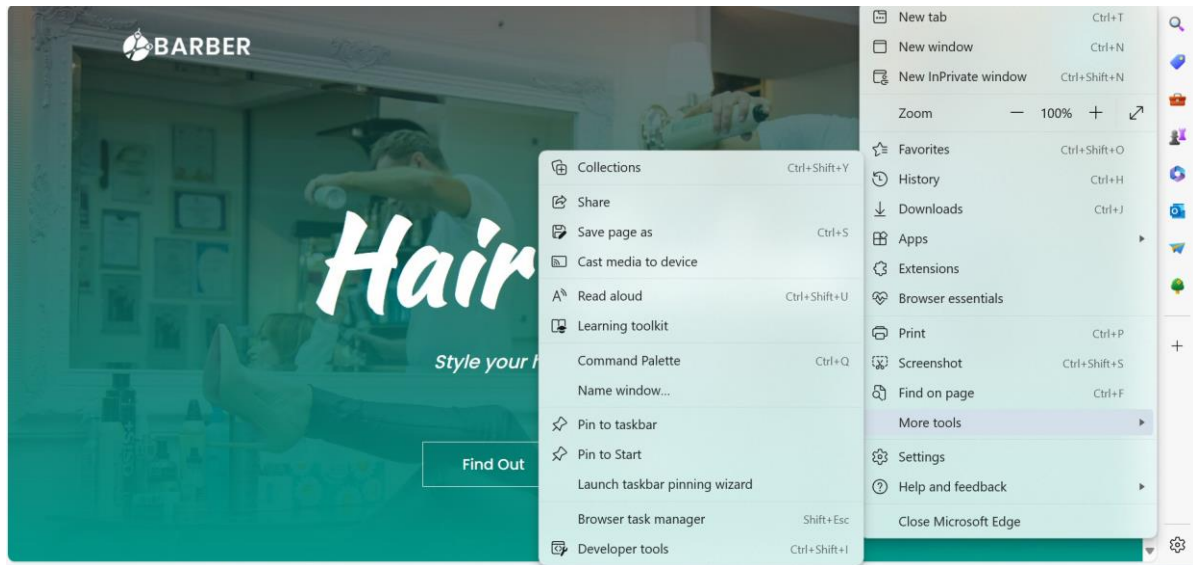 BARBER
Hair
Style your h
Find Out
New tab Ctrl+T
New window Ctrl+N
New InPrivate window Ctrl+Shift+N
Zoom — 100% +
Favorites Ctrl+Shift+O
History Ctrl+H
Downloads Ctrl+J
Apps
Extensions
Browser essentials
Print Ctrl+P
Screenshot Ctrl+Shift+S
Find on page Ctrl+F
More tools
Settings
Help and feedback
Close Microsoft Edge
Collections Ctrl+Shift+Y
Share
Save page as Ctrl+S
Cast media to device
Read aloud Ctrl+Shift+U
Learning toolkit
Command Palette Ctrl+Q
Name window...
Pin to taskbar
Pin to Start
Launch taskbar pinning wizard
Browser task manager Shift+Esc
Developer tools Ctrl+Shift+I